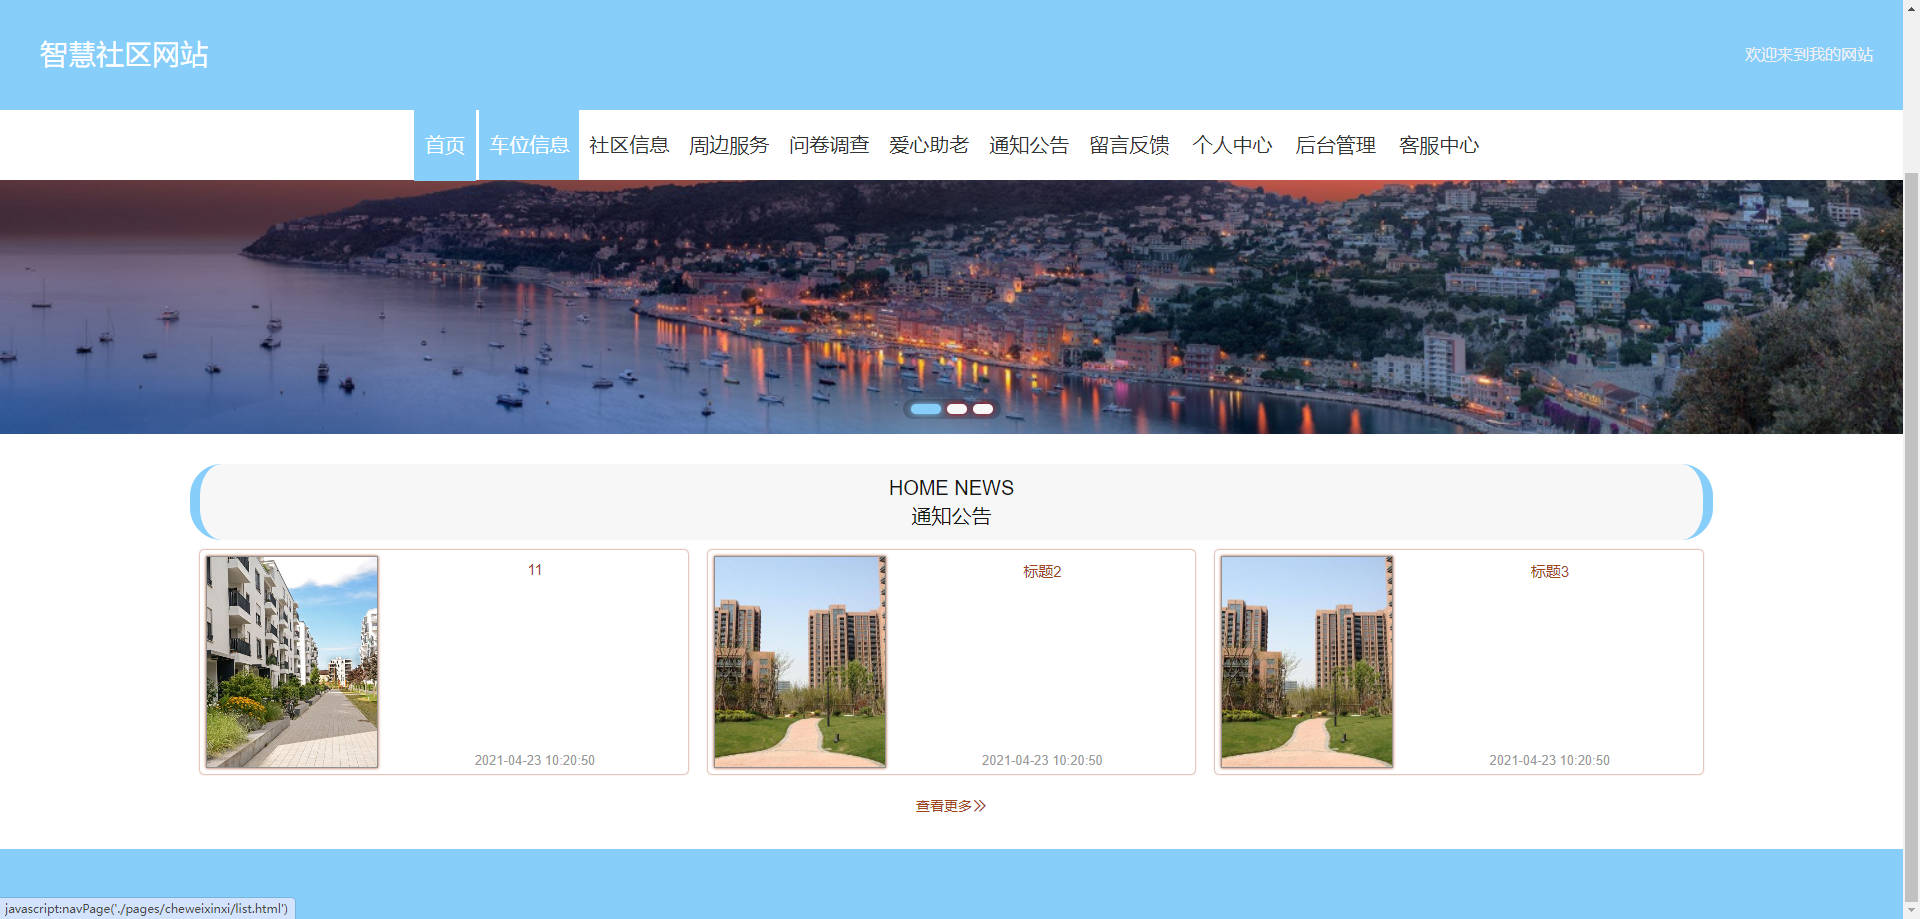 智慧社区网站
欢迎来到我的网站
首页 车位信息 社区信息 周边服务 问卷调查 爱心助老 通知公告 留言反馈 个人中心 后台管理 客服中心
HOME NEWS
通知公告
11
2021-04-23 10:20:50
标题2
2021-04-23 10:20:50
标题3
2021-04-23 10:20:50
查看更多
javascript:navPage('./pages/cheweixinxi/list.html')